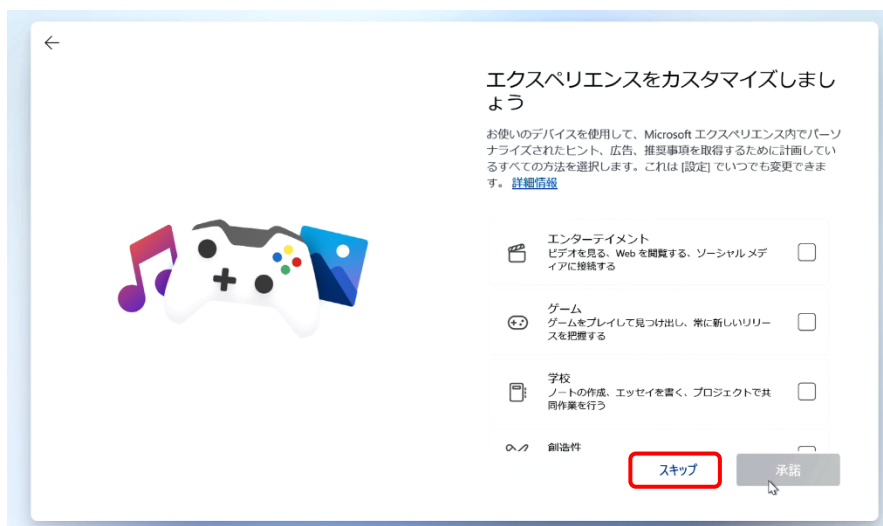 エクスペリエンスをカスタマイズしまし
ょう
お使いのデバイスを使用して、Microsoft エクスペリエンス内でパーソ
ナライズされたヒント、広告、推奨事項を取得するために計画してい
るすべての方法を選択します。これは [設定] でいつでも変更できま
す。 詳細情報
エンターテイメント
ビデオを見る、Web を閲覧する、ソーシャル メデ
ィアに接続する
ゲーム
ゲームをプレイして見つけ出し、常に新しいリリー
スを把握する
学校
ノートの作成、エッセイを書く、プロジェクトで共
同作業を行う
創造性
スキップ
承諾